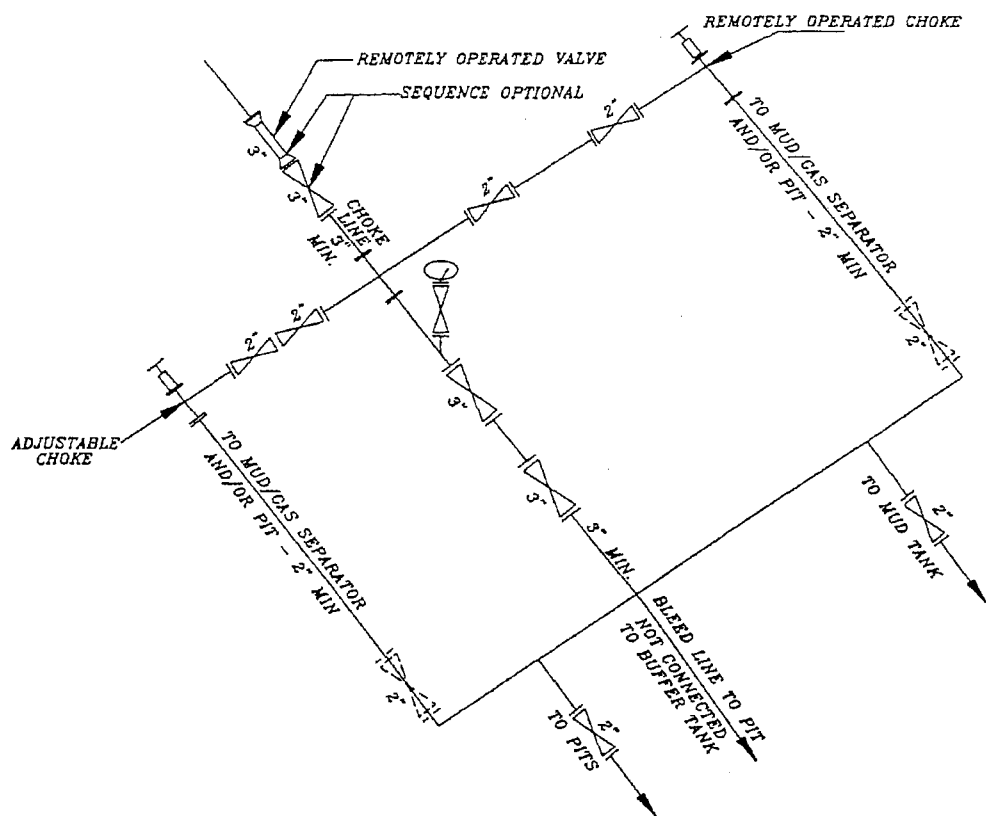 REMOTELY OPERATED CHOKE
REMOTELY OPERATED VALVE
SEQUENCE OPTIONAL
3"
3"
CHOKE
LINE
3"
MIN.
2"
2"
2"
2"
TO MUD/GAS SEPARATOR
AND/OR PIT - 2" MIN
2"
ADJUSTABLE
CHOKE
TO MUD/GAS SEPARATOR
AND/OR PIT - 2" MIN
2"
3"
3"
3" MIN.
2"
TO MUD TANK
BLEED LINE TO PIT
NOT CONNECTED
TO BUFFER TANK
2"
TO PITS